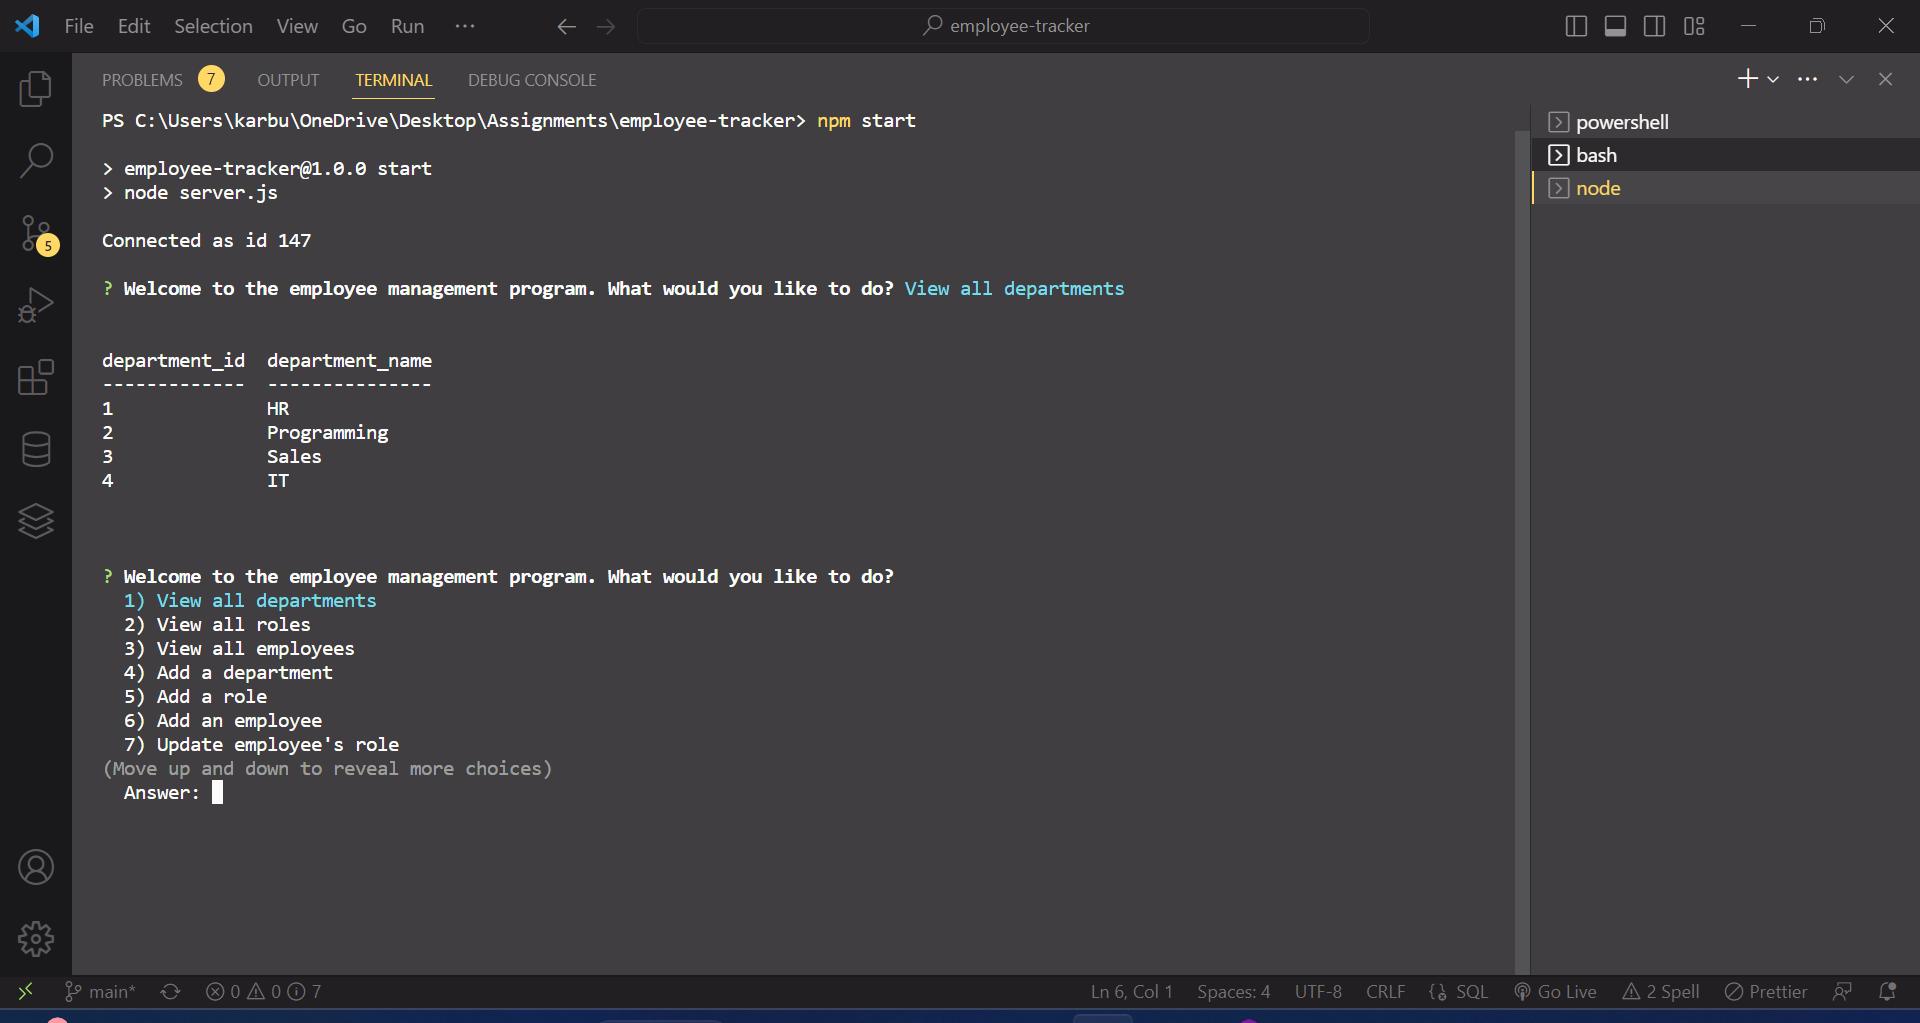 File Edit Selection View Go Run ··· employee-tracker
PROBLEMS 7 OUTPUT TERMINAL DEBUG CONSOLE
PS C:\Users\karbu\OneDrive\Desktop\Assignments\employee-tracker> npm start
> employee-tracker@1.0.0 start
> node server.js
Connected as id 147
? Welcome to the employee management program. What would you like to do? View all departments
department_id  department_name
-------------  ---------------
1              HR
2              Programming
3              Sales
4              IT
? Welcome to the employee management program. What would you like to do?
1) View all departments
2) View all roles
3) View all employees
4) Add a department
5) Add a role
6) Add an employee
7) Update employee's role
(Move up and down to reveal more choices)
Answer:
powershell
bash
node
5
main* 0 0 7 Ln 6, Col 1 Spaces: 4 UTF-8 CRLF SQL Go Live 2 Spell Prettier